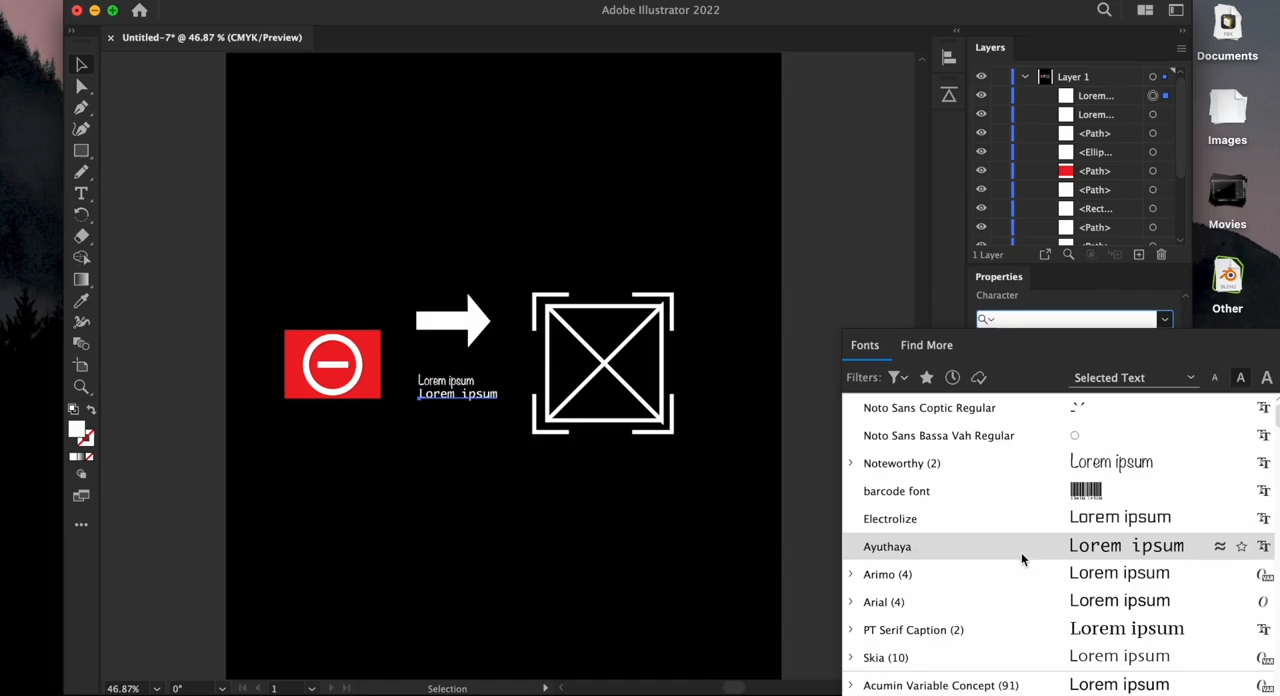 Adobe Illustrator 2022
Untitled-7* @ 46.87 % (CMYK/Preview)
Layers
Layer 1
Lorem...
Lorem...
<Path>
<Ellip...
<Path>
<Path>
<Rect...
<Path>
1 Layer
Properties
Character
Fonts
Find More
Filters:
Selected Text
A
A
A
Noto Sans Coptic Regular
Noto Sans Bassa Vah Regular
Noteworthy (2) Lorem ipsum
barcode font
Electrolize Lorem ipsum
Ayuthaya Lorem ipsum
Arimo (4) Lorem ipsum
Arial (4) Lorem ipsum
PT Serif Caption (2) Lorem ipsum
Skia (10) Lorem ipsum
Acumin Variable Concept (91) Lorem ipsum
Lorem ipsum
Lorem ipsum
46.87%
0°
1
Selection
Documents
Images
Movies
BLEND
Other